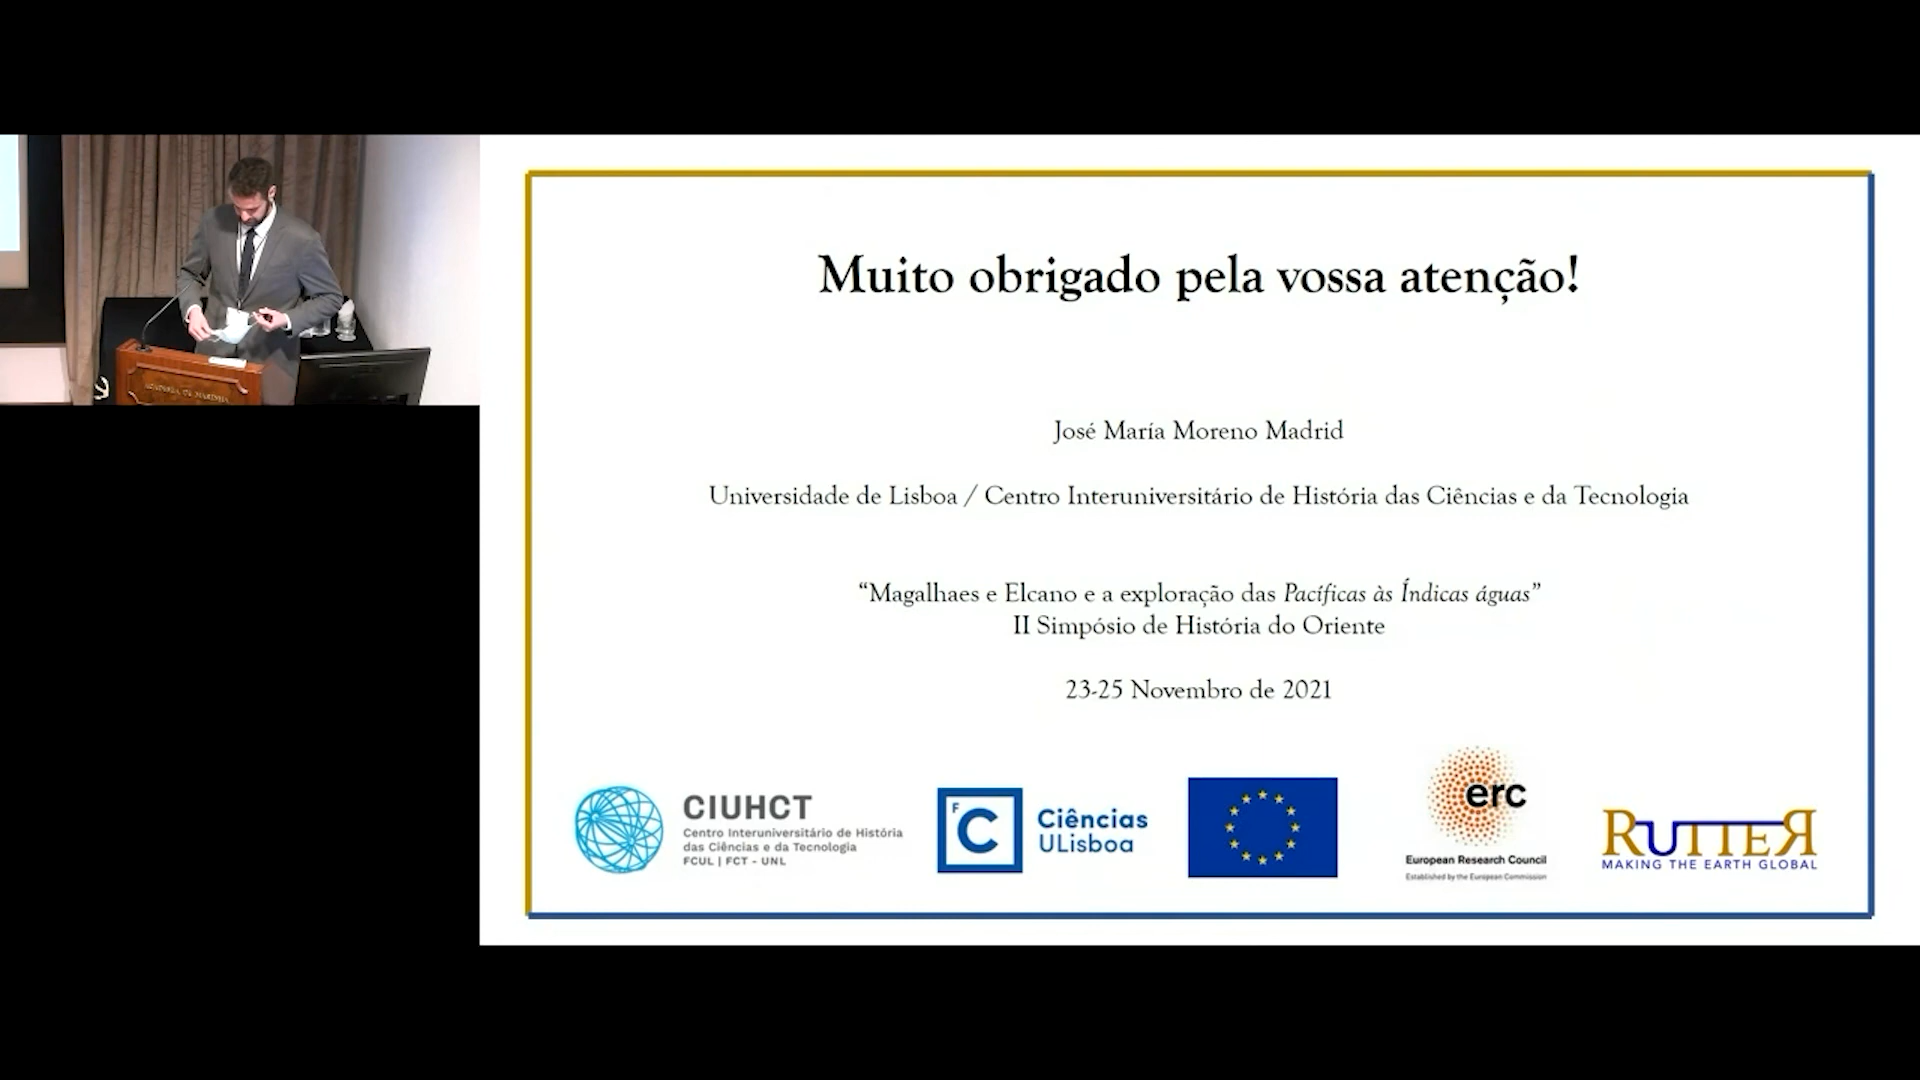 ACADEMIA DE MARINHA
Muito obrigado pela vossa atenção!
José María Moreno Madrid
Universidade de Lisboa / Centro Interuniversitário de História das Ciências e da Tecnologia
“Magalhaes e Elcano e a exploração das Pacíficas às Índicas águas”
II Simpósio de História do Oriente
23-25 Novembro de 2021
CIUHCT
Centro Interuniversitário de História
das Ciências e da Tecnologia
FCUL | FCT - UNL
F
C
Ciências
ULisboa
erc
European Research Council
Established by the European Commission
RUTTER
MAKING THE EARTH GLOBAL